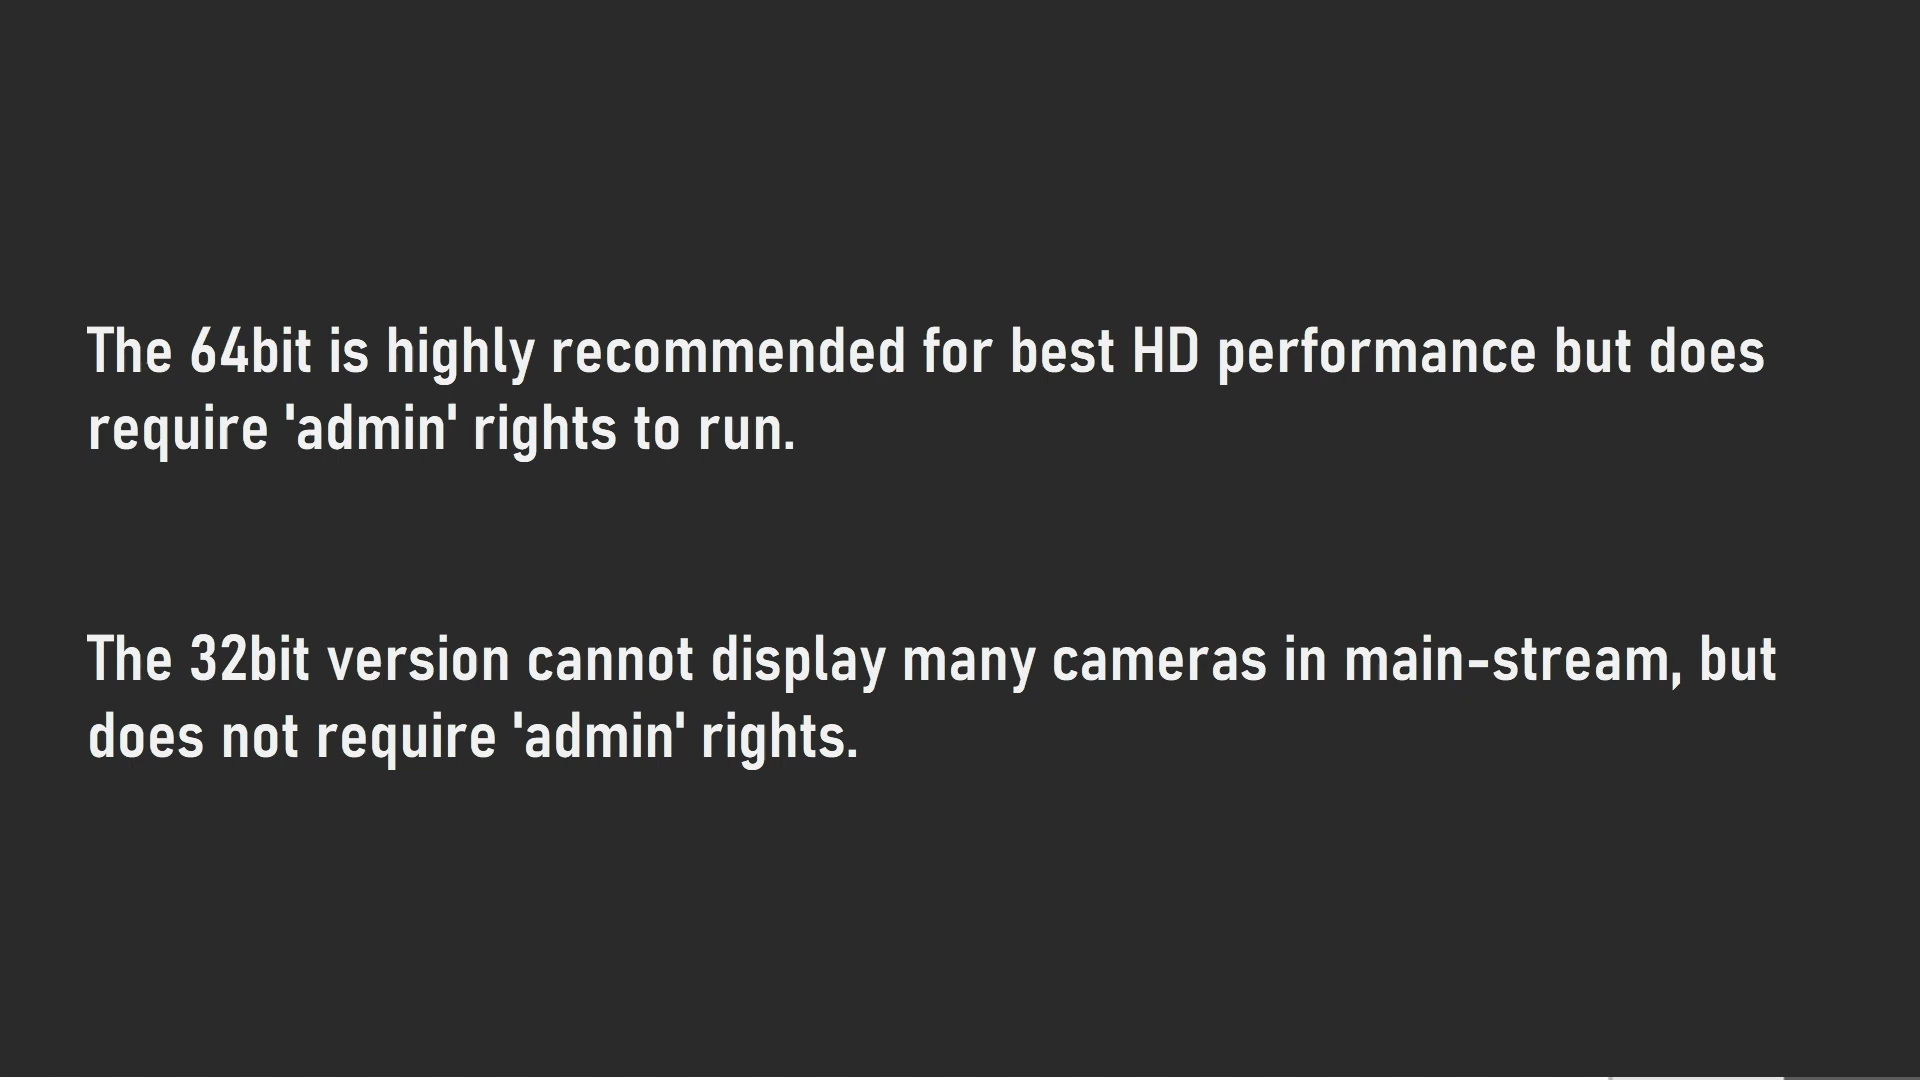 The 64bit is highly recommended for best HD performance but does
require 'admin' rights to run.
The 32bit version cannot display many cameras in main-stream, but
does not require 'admin' rights.